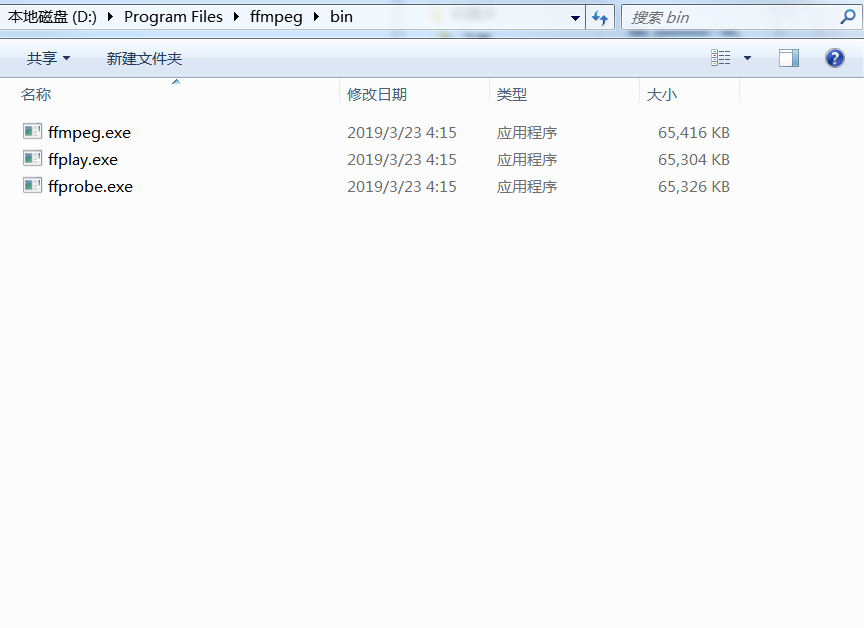 本地磁盘 (D:) Program Files ffmpeg bin 搜索 bin
共享 新建文件夹
名称 修改日期 类型 大小
ffmpeg.exe 2019/3/23 4:15 应用程序 65,416 KB
ffplay.exe 2019/3/23 4:15 应用程序 65,304 KB
ffprobe.exe 2019/3/23 4:15 应用程序 65,326 KB